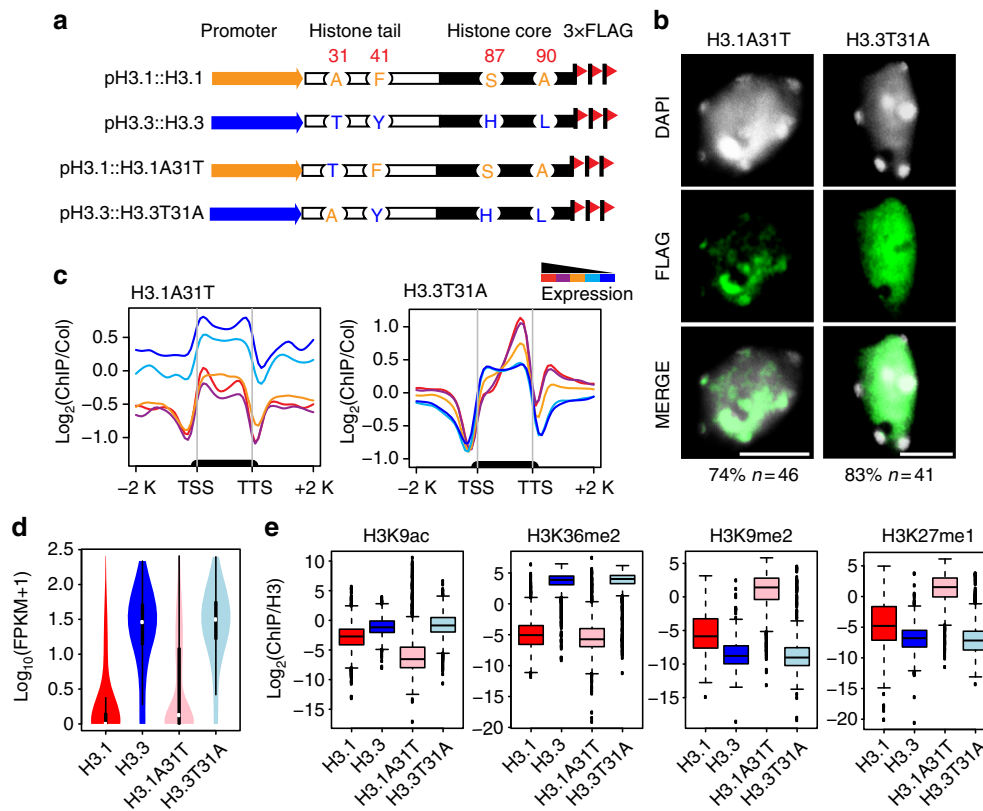 a
Promoter Histone tail Histone core 3×FLAG
31 41 87 90
pH3.1::H3.1 A F S A
pH3.3::H3.3 T Y H L
pH3.1::H3.1A31T T F S A
pH3.3::H3.3T31A A Y H L
b
H3.1A31T H3.3T31A
DAPI
FLAG
MERGE
74% n=46 83% n=41
c
Expression
H3.1A31T
Log2(ChIP/Col)
0.5
0.0
−0.5
−1.0
−2 K TSS TTS +2 K
H3.3T31A
Log2(ChIP/Col)
1.0
0.5
0.0
−0.5
−1.0
−2 K TSS TTS +2 K
d
Log10(FPKM+1)
2.5
2.0
1.5
1.0
0.5
0
H3.1 H3.3 H3.1A31T H3.3T31A
e
Log2(ChIP/H3)
H3K9ac
10
5
0
−5
−10
−15
H3.1 H3.3 H3.1A31T H3.3T31A
H3K36me2
5
0
−5
−10
−15
−20
H3.1 H3.3 H3.1A31T H3.3T31A
H3K9me2
5
0
−5
−10
−15
H3.1 H3.3 H3.1A31T H3.3T31A
H3K27me1
5
0
−5
−10
−15
−20
H3.1 H3.3 H3.1A31T H3.3T31A